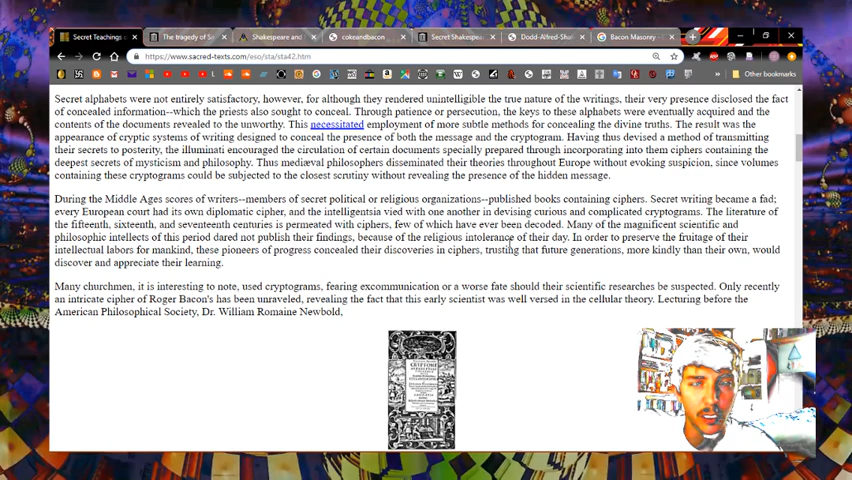 Secret Teachings
The tragedy of S
Shakespeare and
cokeandbacon
Secret Shakespea
Dodd-Alfred-Sha
Bacon Masonry -
https://www.sacred-texts.com/eso/sta/sta42.htm
Secret alphabets were not entirely satisfactory, however, for although they rendered unintelligible the true nature of the writings, their very presence disclosed the fact
of concealed information--which the priests also sought to conceal. Through patience or persecution, the keys to these alphabets were eventually acquired and the
contents of the documents revealed to the unworthy. This necessitated employment of more subtle methods for concealing the divine truths. The result was the
appearance of cryptic systems of writing designed to conceal the presence of both the message and the cryptogram. Having thus devised a method of transmitting
their secrets to posterity, the illuminati encouraged the circulation of certain documents specially prepared through incorporating into them ciphers containing the
deepest secrets of mysticism and philosophy. Thus mediæval philosophers disseminated their theories throughout Europe without evoking suspicion, since volumes
containing these cryptograms could be subjected to the closest scrutiny without revealing the presence of the hidden message.
During the Middle Ages scores of writers--members of secret political or religious organizations--published books containing ciphers. Secret writing became a fad;
every European court had its own diplomatic cipher, and the intelligentsia vied with one another in devising curious and complicated cryptograms. The literature of
the fifteenth, sixteenth, and seventeenth centuries is permeated with ciphers, few of which have ever been decoded. Many of the magnificent scientific and
philosophic intellects of this period dared not publish their findings, because of the religious intolerance of their day. In order to preserve the fruitage of their
intellectual labors for mankind, these pioneers of progress concealed their discoveries in ciphers, trusting that future generations, more kindly than their own, would
discover and appreciate their learning.
Many churchmen, it is interesting to note, used cryptograms, fearing excommunication or a worse fate should their scientific researches be suspected. Only recently
an intricate cipher of Roger Bacon's has been unraveled, revealing the fact that this early scientist was well versed in the cellular theory. Lecturing before the
American Philosophical Society, Dr. William Romaine Newbold,